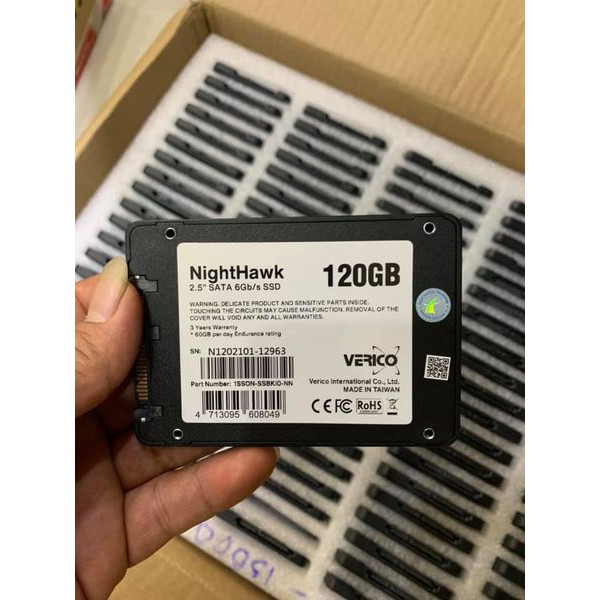 NightHawk
2.5" SATA 6Gb/s SSD
120GB
WARNING. DELICATE PRODUCT AND SENSITIVE PARTS INSIDE.
TOUCHING THE CIRCUITS MAY CAUSE MALFUNCTION. REMOVAL OF THE
COVER WILL VOID ANY AND ALL WARRANTIES.
3 Years Warranty
* 60GB per day Endurance rating
SN: N1202101-12963
Part Number: 1SSON-SSBKIO-NN
4 713095 608049
VERICO
Verico International Co., Ltd.
MADE IN TAIWAN
CE FC RoHS